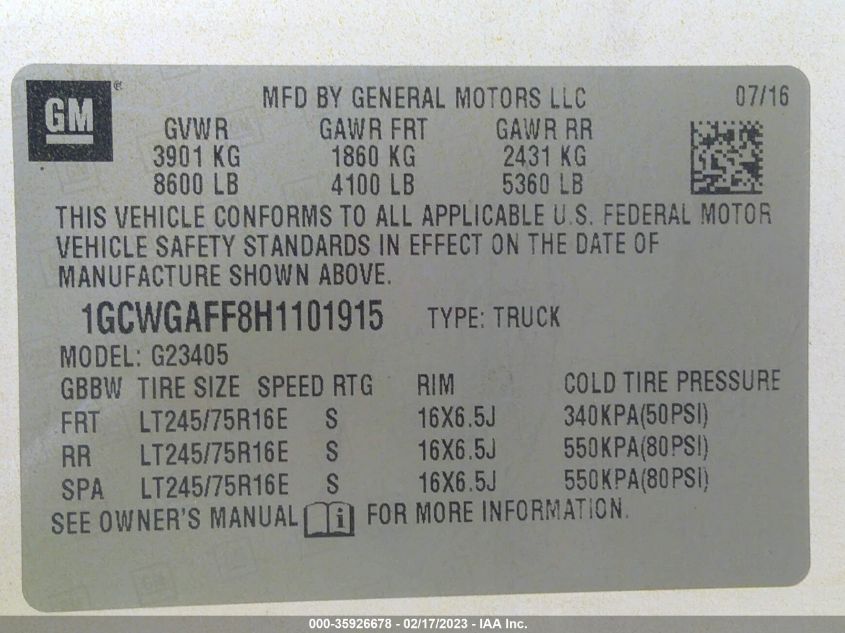 GM ®
MFD BY GENERAL MOTORS LLC 07/16
GVWR GAWR FRT GAWR RR
3901 KG 1860 KG 2431 KG
8600 LB 4100 LB 5360 LB
THIS VEHICLE CONFORMS TO ALL APPLICABLE U.S. FEDERAL MOTOR
VEHICLE SAFETY STANDARDS IN EFFECT ON THE DATE OF
MANUFACTURE SHOWN ABOVE.
1GCWGAFF8H1101915 TYPE: TRUCK
MODEL: G23405
GBBW TIRE SIZE SPEED RTG RIM COLD TIRE PRESSURE
FRT LT245/75R16E S 16X6.5J 340KPA(50PSI)
RR LT245/75R16E S 16X6.5J 550KPA(80PSI)
SPA LT245/75R16E S 16X6.5J 550KPA(80PSI)
SEE OWNER'S MANUAL i FOR MORE INFORMATION.
000-35926678 - 02/17/2023 - IAA Inc.